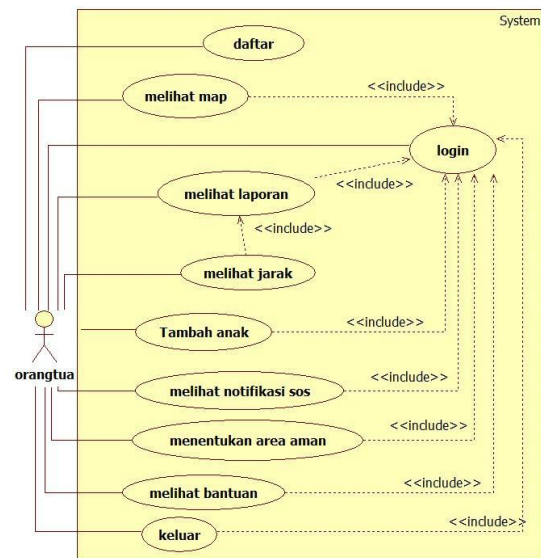 System
daftar
<<include>>
melihat map
login
<<include>>
melihat laporan
<<include>>
melihat jarak
Tambah anak
<<include>>
orangtua
melihat notifikasi sos
<<include>>
menentukan area aman
<<include>>
<<include>>
melihat bantuan
keluar
<<include>>